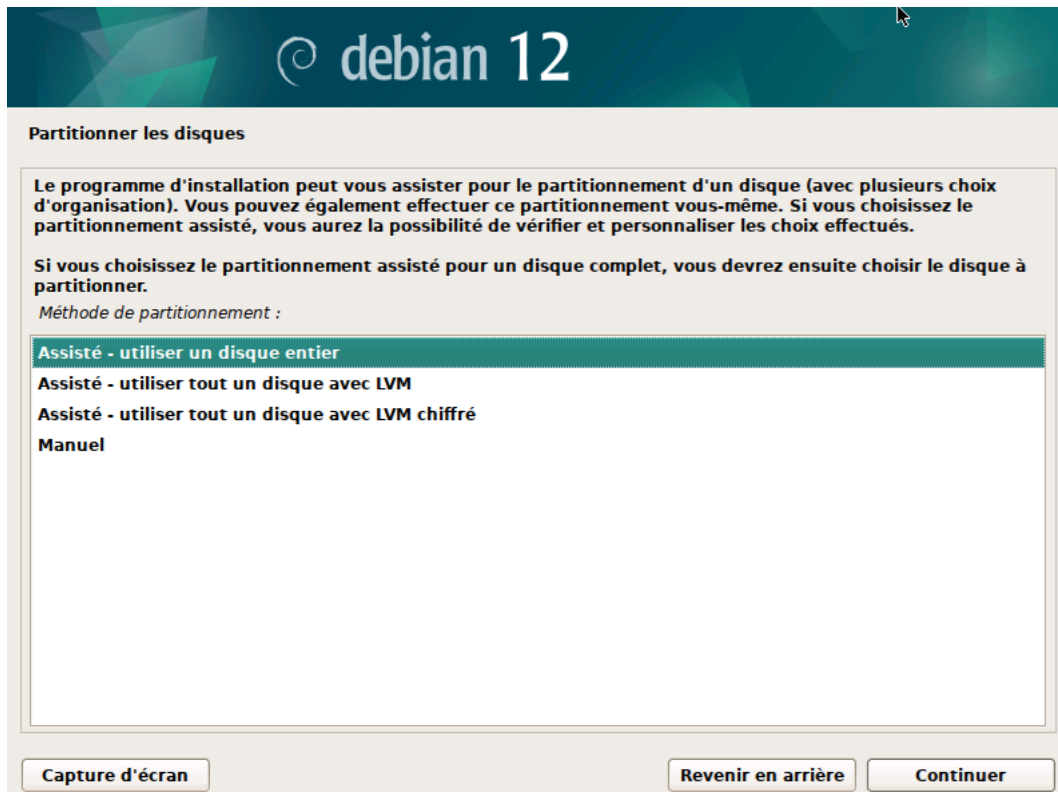 debian 12
Partitionner les disques
Le programme d'installation peut vous assister pour le partitionnement d'un disque (avec plusieurs choix
d'organisation). Vous pouvez également effectuer ce partitionnement vous-même. Si vous choisissez le
partitionnement assisté, vous aurez la possibilité de vérifier et personnaliser les choix effectués.
Si vous choisissez le partitionnement assisté pour un disque complet, vous devrez ensuite choisir le disque à
partitionner.
Méthode de partitionnement :
Assisté - utiliser un disque entier
Assisté - utiliser tout un disque avec LVM
Assisté - utiliser tout un disque avec LVM chiffré
Manuel
Capture d'écran
Revenir en arrière
Continuer